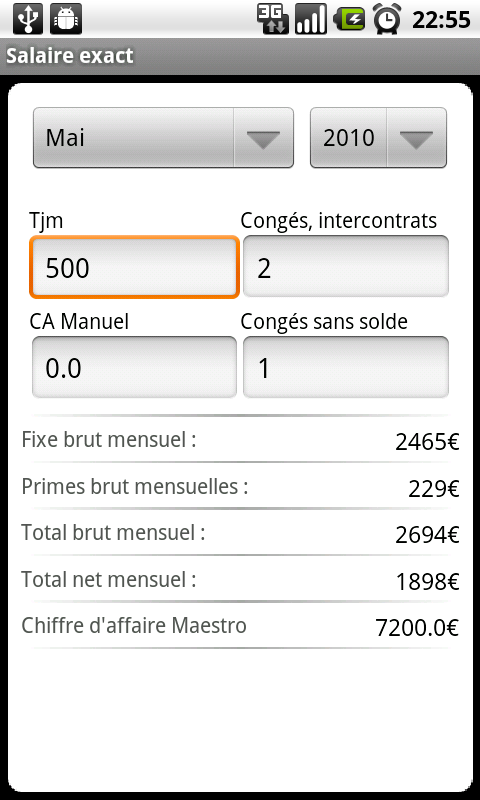 3G 22:55
Salaire exact
Mai 2010
Tjm Congés, intercontrats
500 2
CA Manuel Congés sans solde
0.0 1
Fixe brut mensuel : 2465€
Primes brut mensuelles : 229€
Total brut mensuel : 2694€
Total net mensuel : 1898€
Chiffre d'affaire Maestro 7200.0€